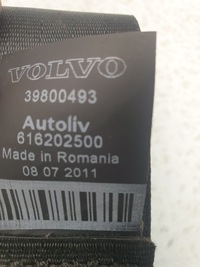 VOLVO
39800493
Autoliv
616202500
Made in Romania
08 07 2011